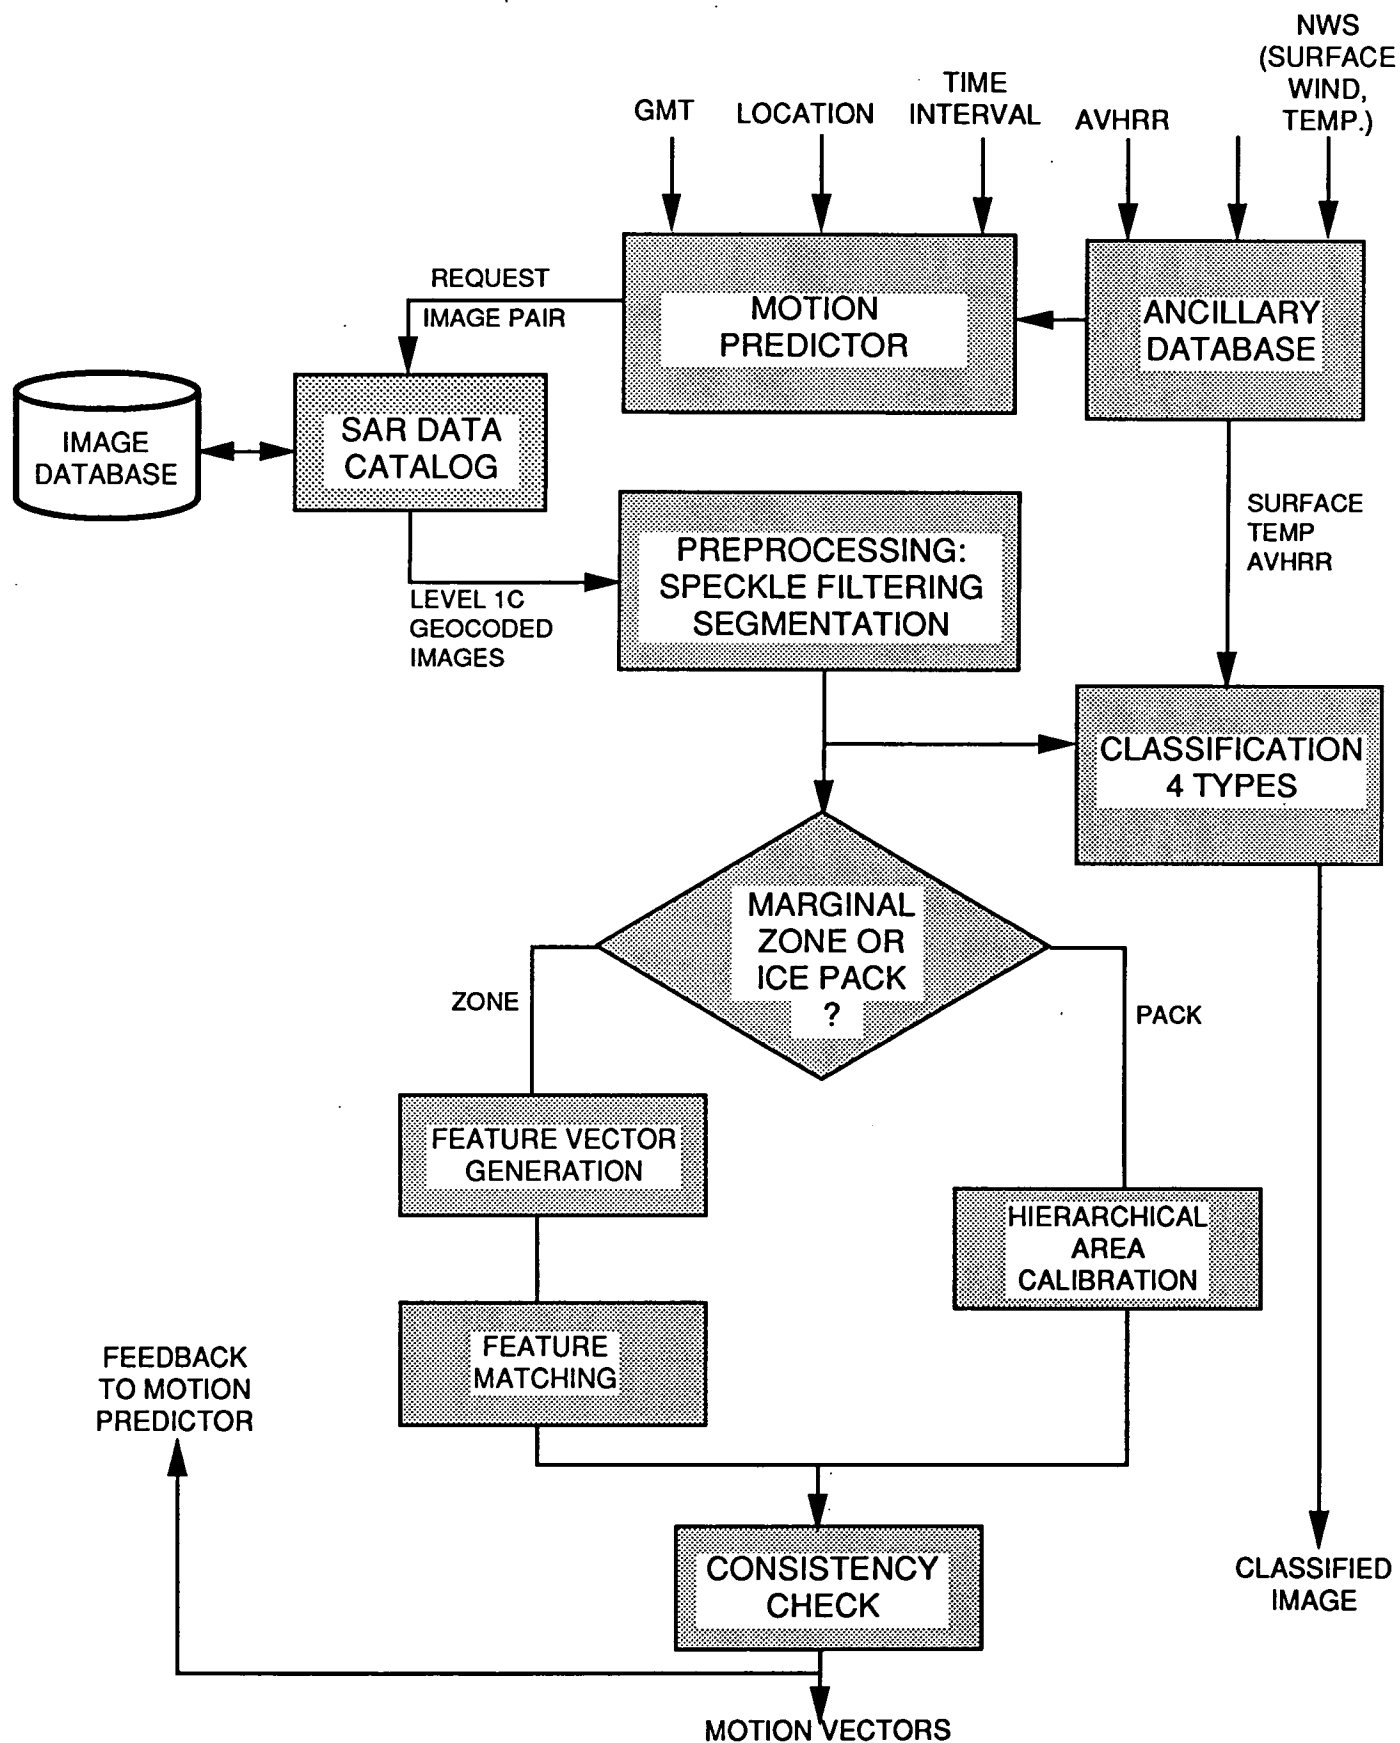 NWS
(SURFACE
WIND,
TEMP.)
TIME
INTERVAL
GMT
LOCATION
AVHRR
REQUEST
IMAGE PAIR
MOTION
PREDICTOR
ANCILLARY
DATABASE
IMAGE
DATABASE
SAR DATA
CATALOG
SURFACE
TEMP
AVHRR
PREPROCESSING:
SPECKLE FILTERING
SEGMENTATION
LEVEL 1C
GEOCODED
IMAGES
CLASSIFICATION
4 TYPES
MARGINAL
ZONE OR
ICE PACK
?
ZONE
PACK
FEATURE VECTOR
GENERATION
HIERARCHICAL
AREA
CALIBRATION
FEATURE
MATCHING
FEEDBACK
TO MOTION
PREDICTOR
CONSISTENCY
CHECK
CLASSIFIED
IMAGE
MOTION VECTORS